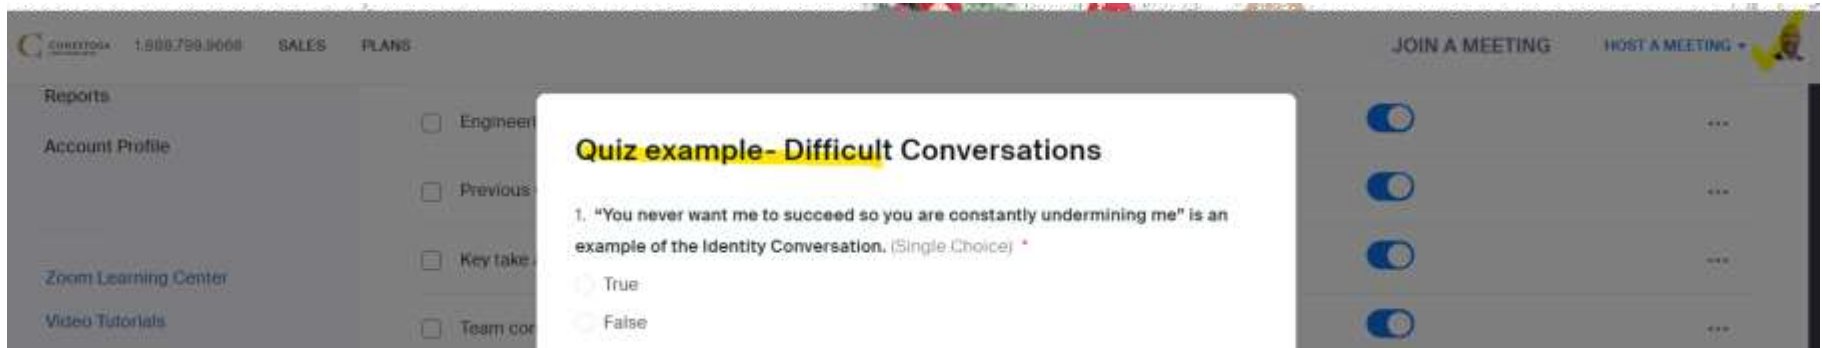 CONESTOGA 1.888.799.9666 SALES PLANS JOIN A MEETING HOST A MEETING
Reports
Account Profile
Zoom Learning Center
Video Tutorials
Engineeri
Previous
Key take
Team cor
Quiz example- Difficult Conversations
1. “You never want me to succeed so you are constantly undermining me” is an
example of the Identity Conversation. (Single Choice) *
True
False